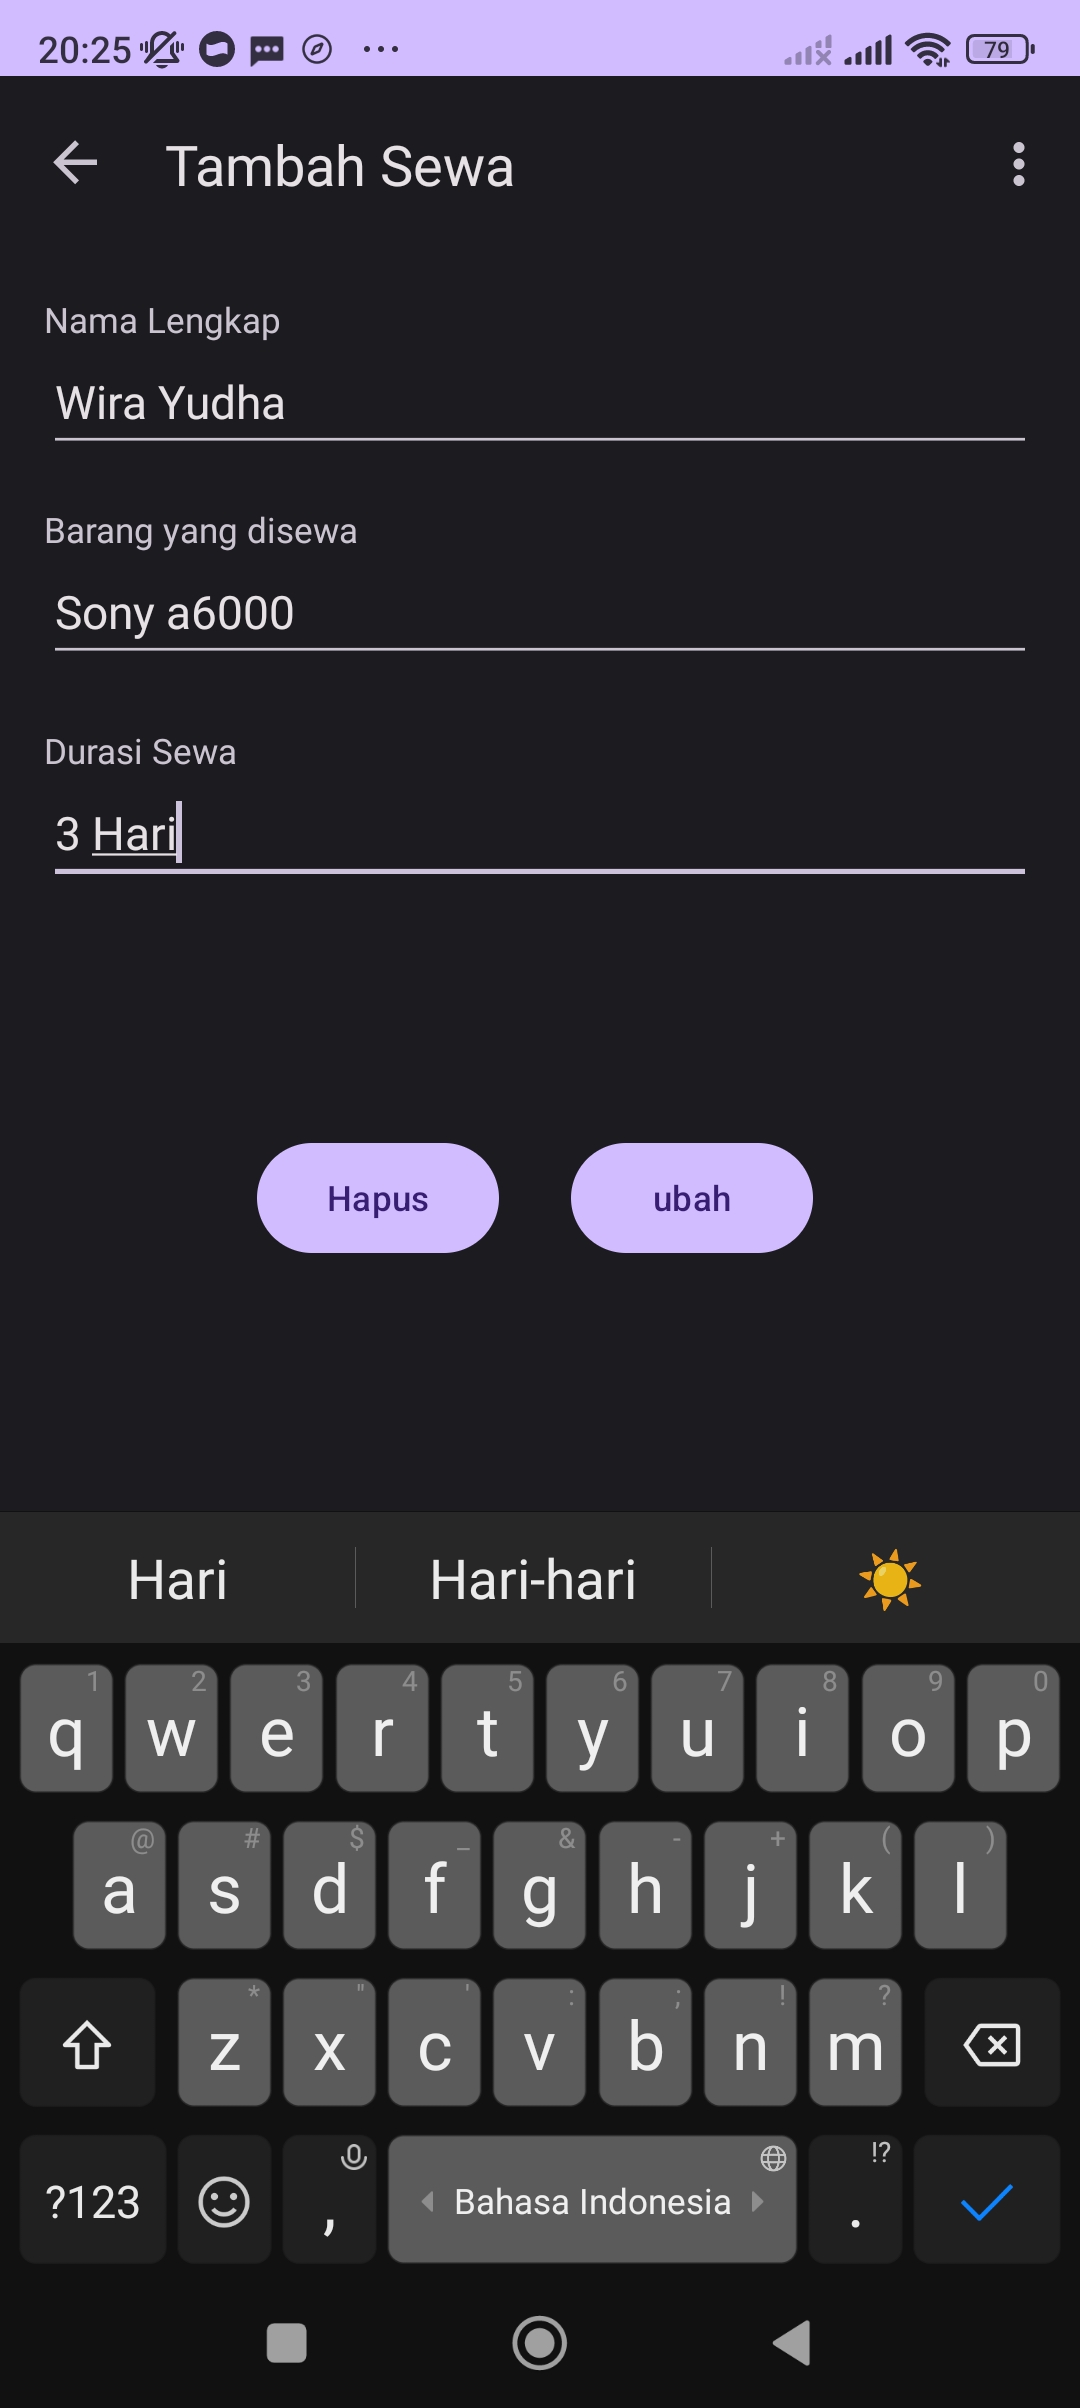 20:25
79
Tambah Sewa
Nama Lengkap
Wira Yudha
Barang yang disewa
Sony a6000
Durasi Sewa
3 Hari
Hapus ubah
Hari Hari-hari
1 2 3 4 5 6 7 8 9 0
q w e r t y u i o p
@ # $ _ & - + ( )
a s d f g h j k l
* " ' : ; ! ?
z x c v b n m
!?
?123 , Bahasa Indonesia .